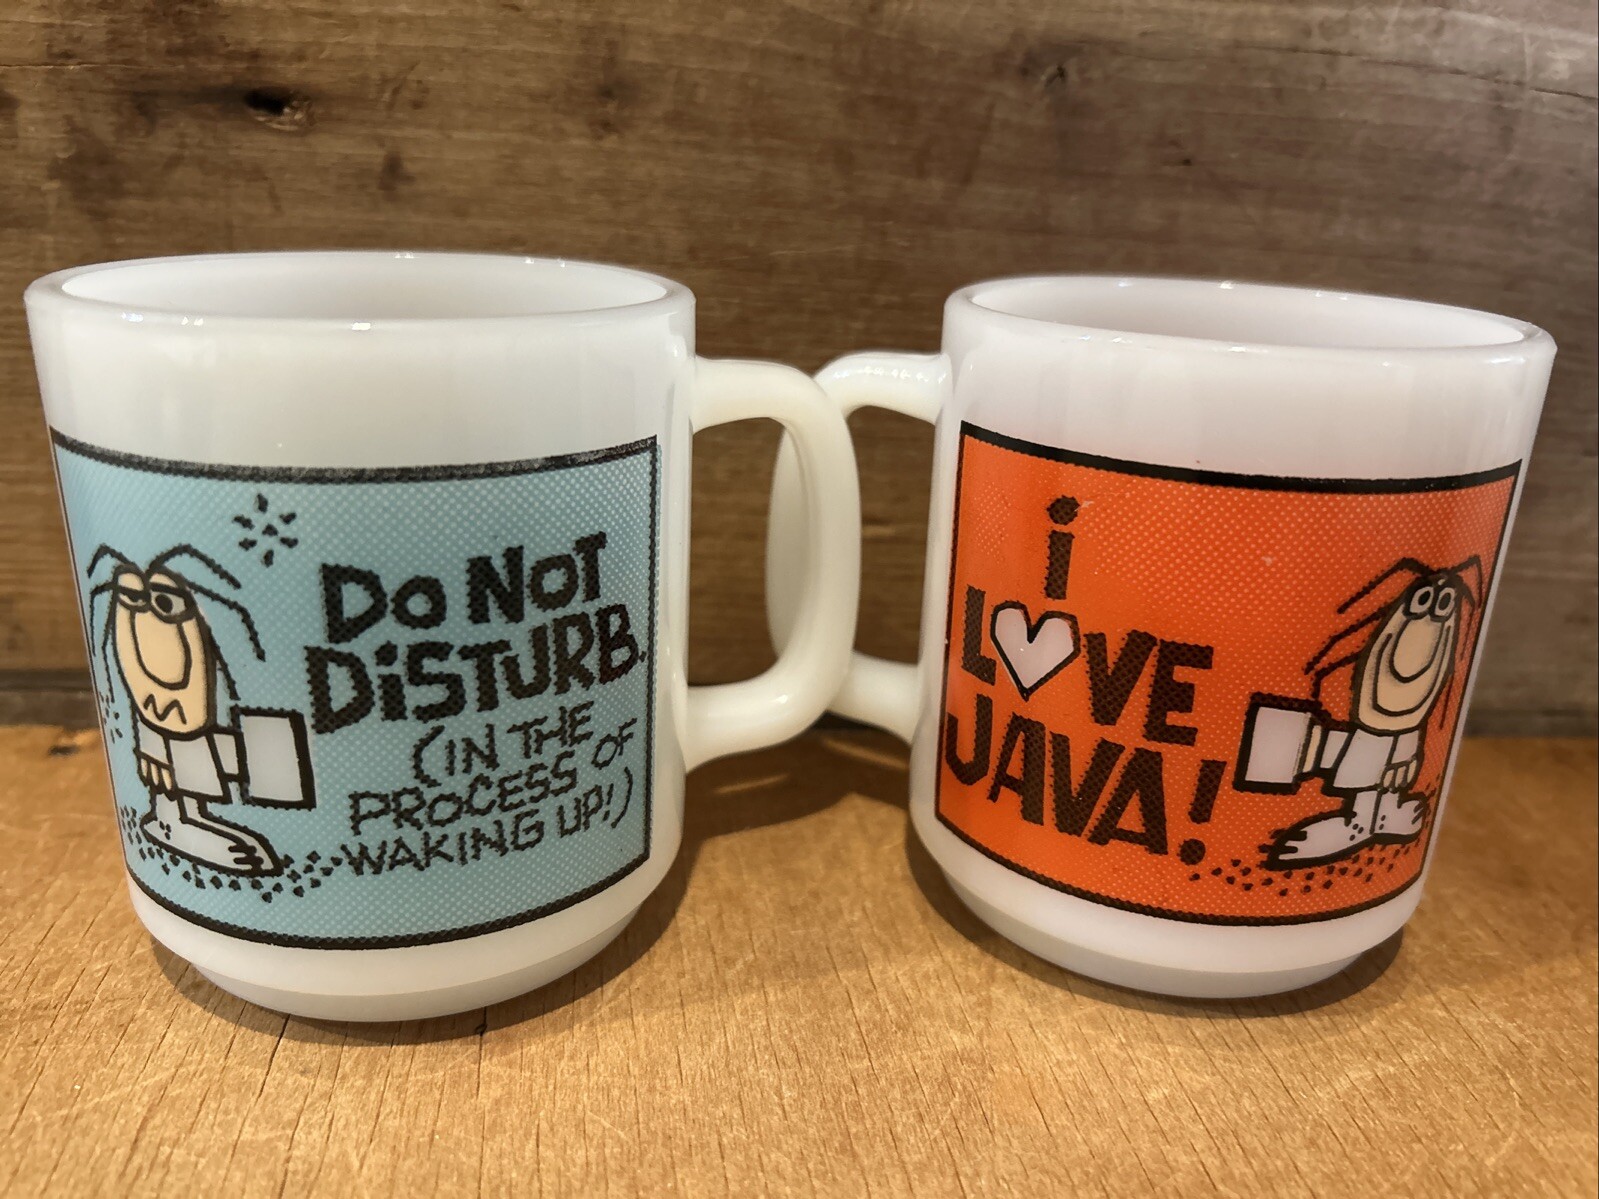 Do NoT
DiSTURB.
(IN THE
PROCESS OF
WAKING UP!)
i
LOVE
JAVA!